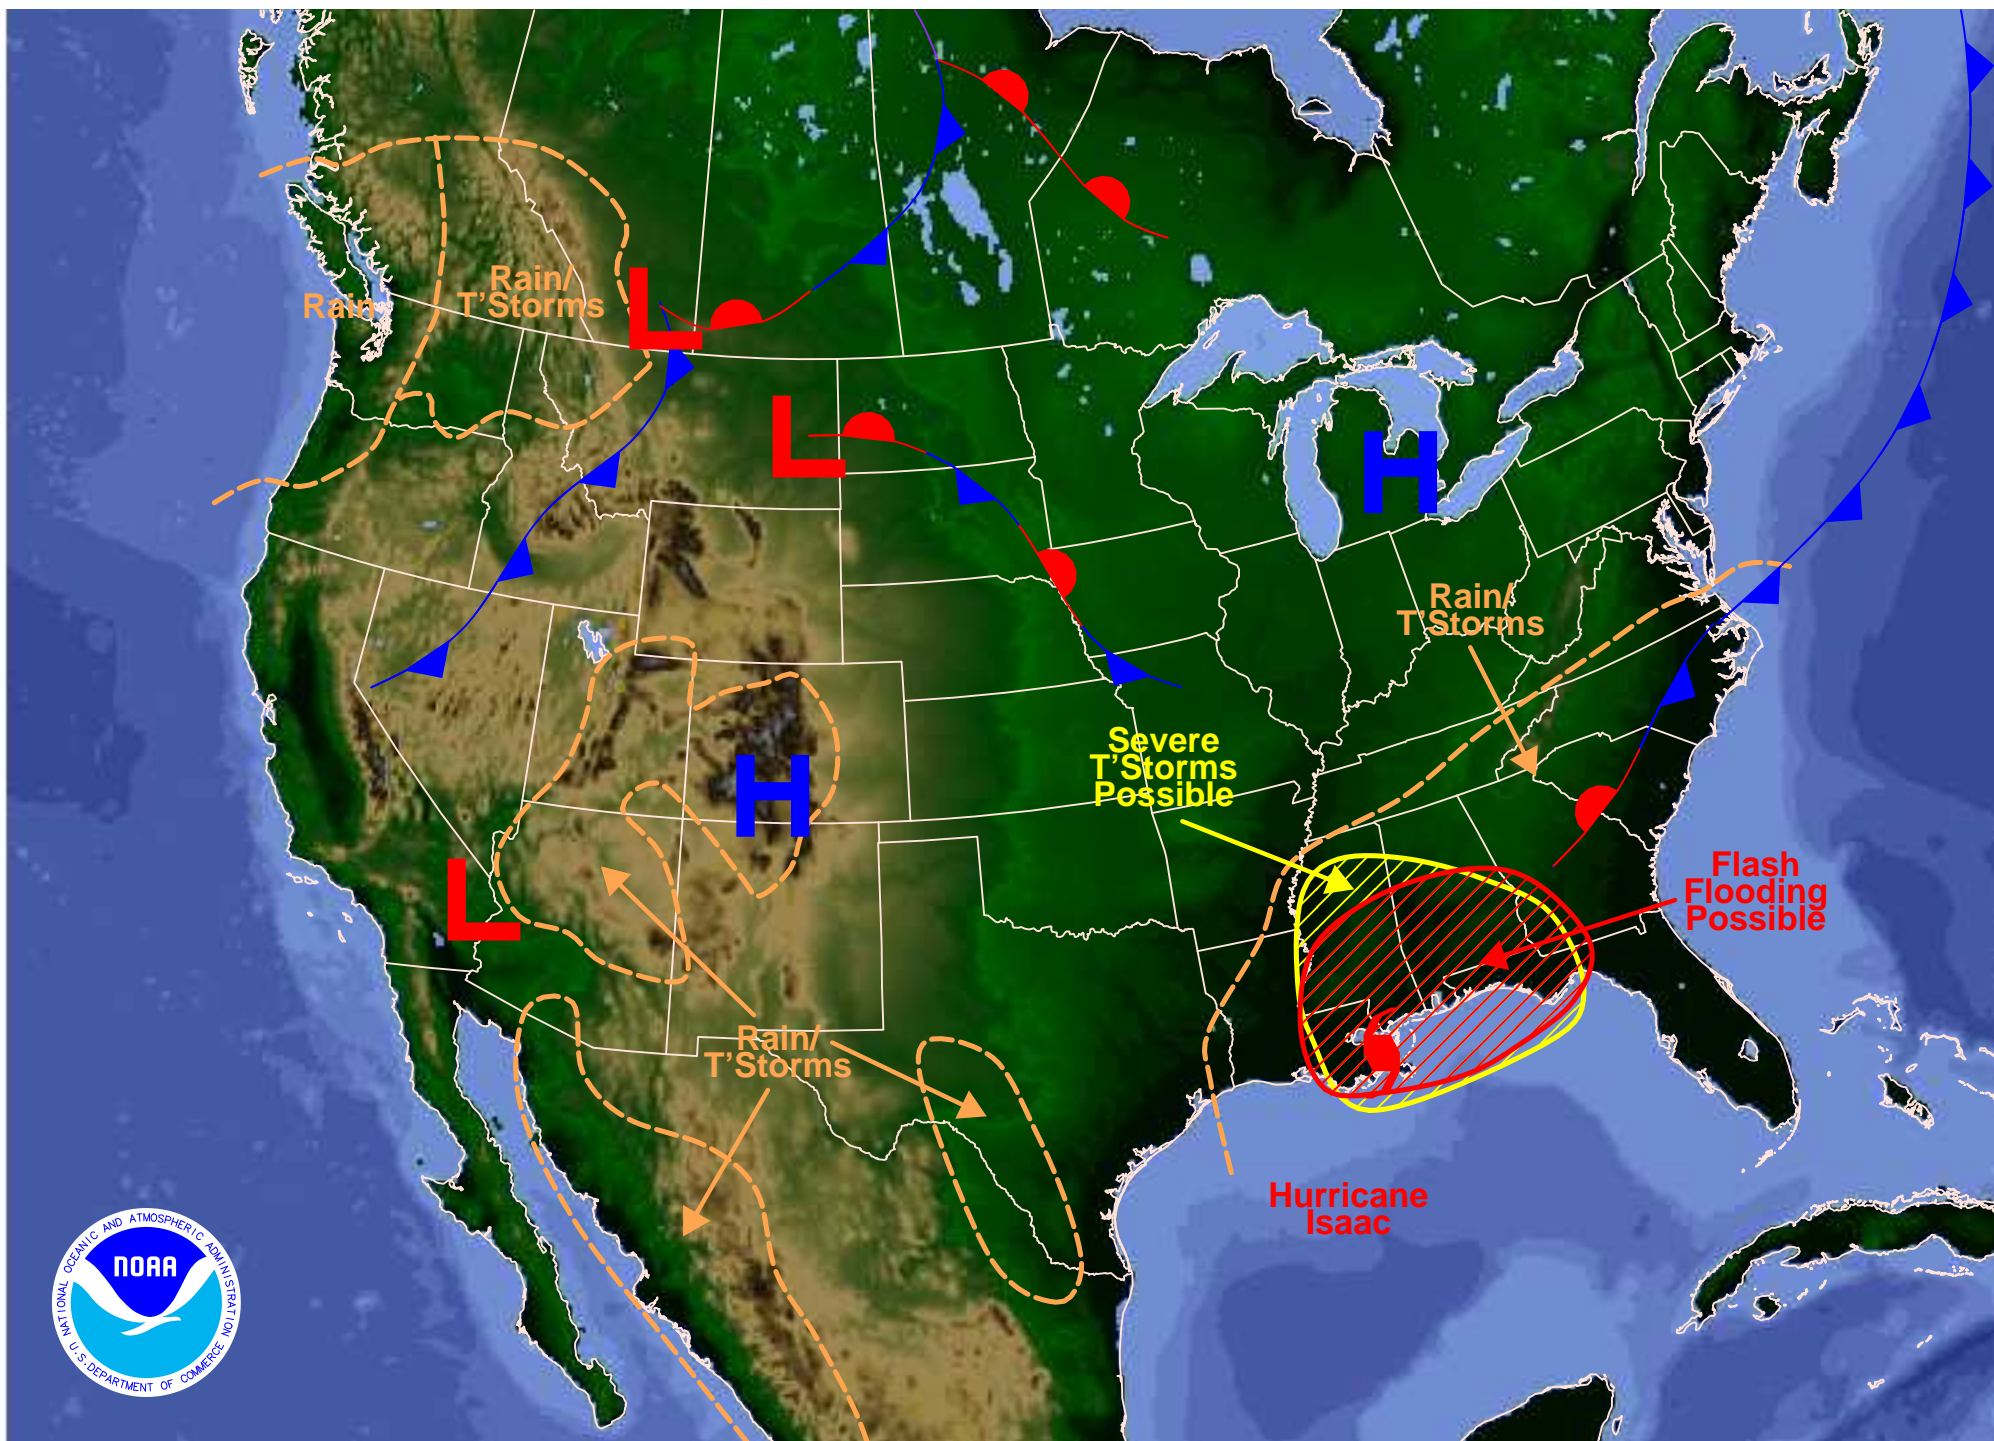 Rain
Rain/
T'Storms
L
L
H
Rain/
T'Storms
Severe
T'Storms
Possible
H
L
Flash
Flooding
Possible
Rain/
T'Storms
Hurricane
Isaac
NATIONAL OCEANIC AND ATMOSPHERIC ADMINISTRATION
NOAA
U.S. DEPARTMENT OF COMMERCE